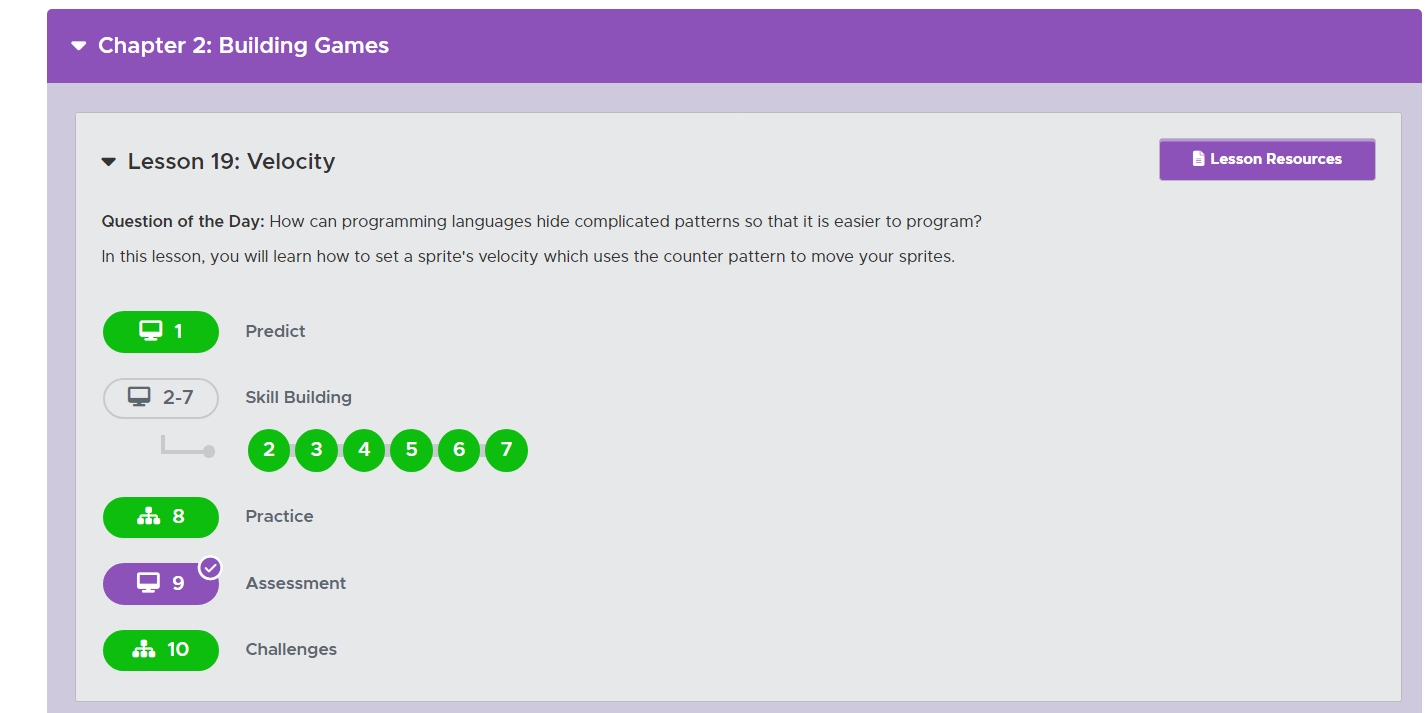 Chapter 2: Building Games
Lesson 19: Velocity
Lesson Resources
Question of the Day: How can programming languages hide complicated patterns so that it is easier to program?
In this lesson, you will learn how to set a sprite's velocity which uses the counter pattern to move your sprites.
1 Predict
2-7 Skill Building
2 3 4 5 6 7
8 Practice
9 Assessment
10 Challenges